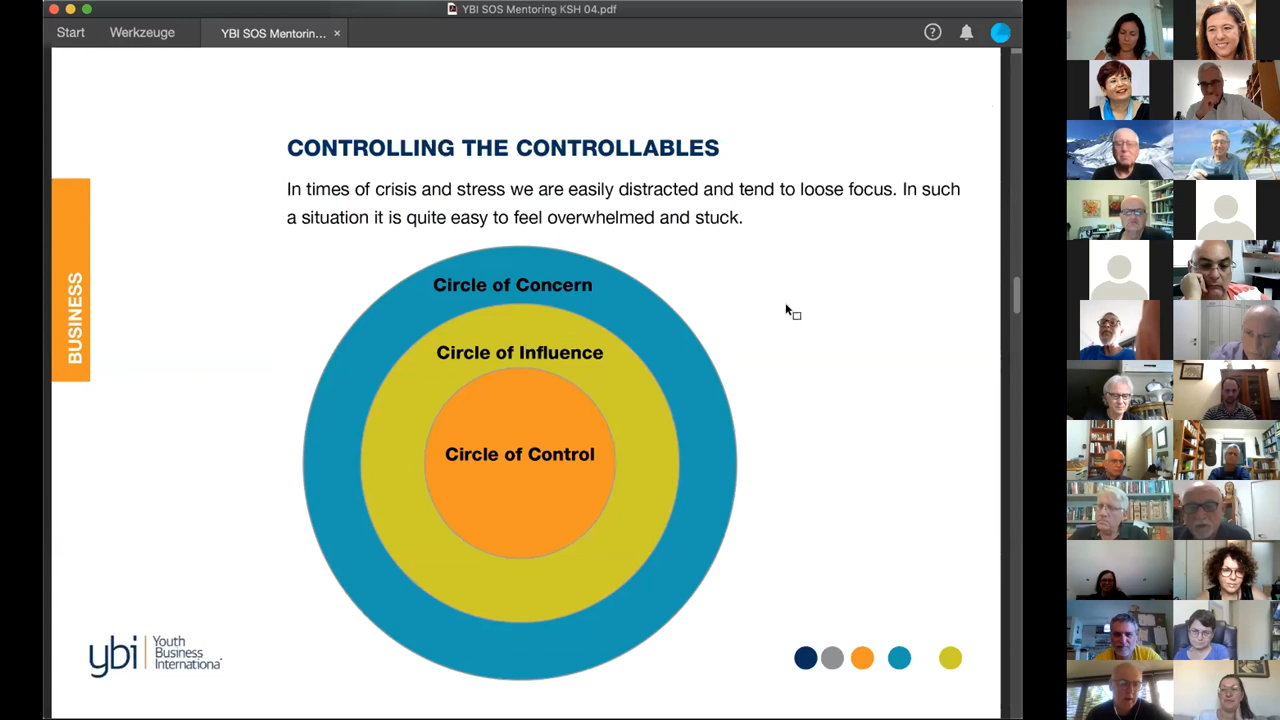 YBI SOS Mentoring KSH 04.pdf
Start Werkzeuge YBI SOS Mentorin... ×
?
CONTROLLING THE CONTROLLABLES
In times of crisis and stress we are easily distracted and tend to loose focus. In such
a situation it is quite easy to feel overwhelmed and stuck.
BUSINESS
Circle of Concern
Circle of Influence
Circle of Control
ybi Youth
Business
International